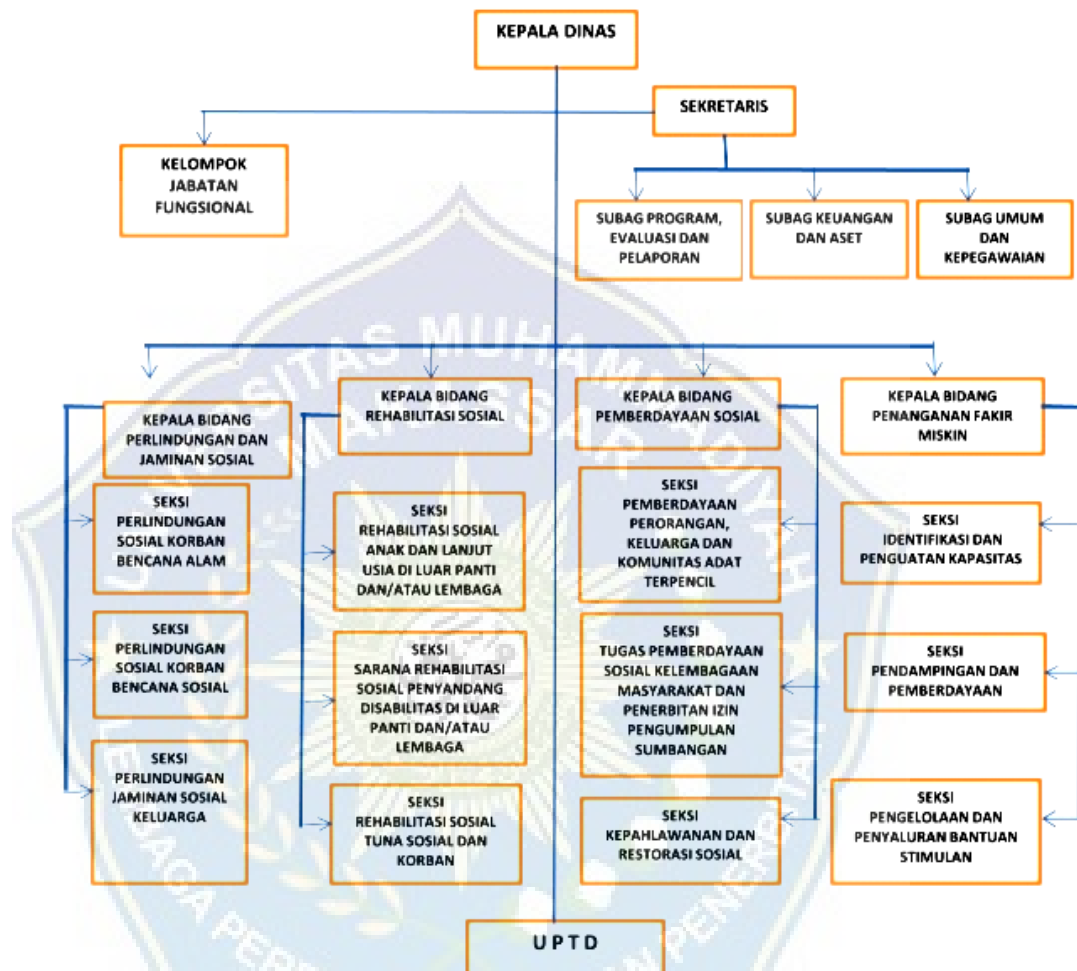 KEPALA DINAS
SEKRETARIS
KELOMPOK
JABATAN
FUNGSIONAL
SUBAG PROGRAM,
EVALUASI DAN
PELAPORAN
SUBAG KEUANGAN
DAN ASET
SUBAG UMUM
DAN
KEPEGAWAIAN
KEPALA BIDANG
PERLINDUNGAN DAN
JAMINAN SOSIAL
SEKSI
PERLINDUNGAN
SOSIAL KORBAN
BENCANA ALAM
SEKSI
PERLINDUNGAN
SOSIAL KORBAN
BENCANA SOSIAL
SEKSI
PERLINDUNGAN
JAMINAN SOSIAL
KELUARGA
KEPALA BIDANG
REHABILITASI SOSIAL
SEKSI
REHABILITASI SOSIAL
ANAK DAN LANJUT
USIA DI LUAR PANTI
DAN/ATAU LEMBAGA
SEKSI
SARANA REHABILITASI
SOSIAL PENYANDANG
DISABILITAS DI LUAR
PANTI DAN/ATAU
LEMBAGA
SEKSI
REHABILITASI SOSIAL
TUNA SOSIAL DAN
KORBAN
KEPALA BIDANG
PEMBERDAYAAN SOSIAL
SEKSI
PEMBERDAYAAN
PERORANGAN,
KELUARGA DAN
KOMUNITAS ADAT
TERPENCIL
SEKSI
TUGAS PEMBERDAYAAN
SOSIAL KELEMBAGAAN
MASYARAKAT DAN
PENERBITAN IZIN
PENGUMPULAN
SUMBANGAN
SEKSI
KEPAHLAWANAN DAN
RESTORASI SOSIAL
KEPALA BIDANG
PENANGANAN FAKIR
MISKIN
SEKSI
IDENTIFIKASI DAN
PENGUATAN KAPASITAS
SEKSI
PENDAMPINGAN DAN
PEMBERDAYAAN
SEKSI
PENGELOLAAN DAN
PENYALURAN BANTUAN
STIMULAN
U P T D